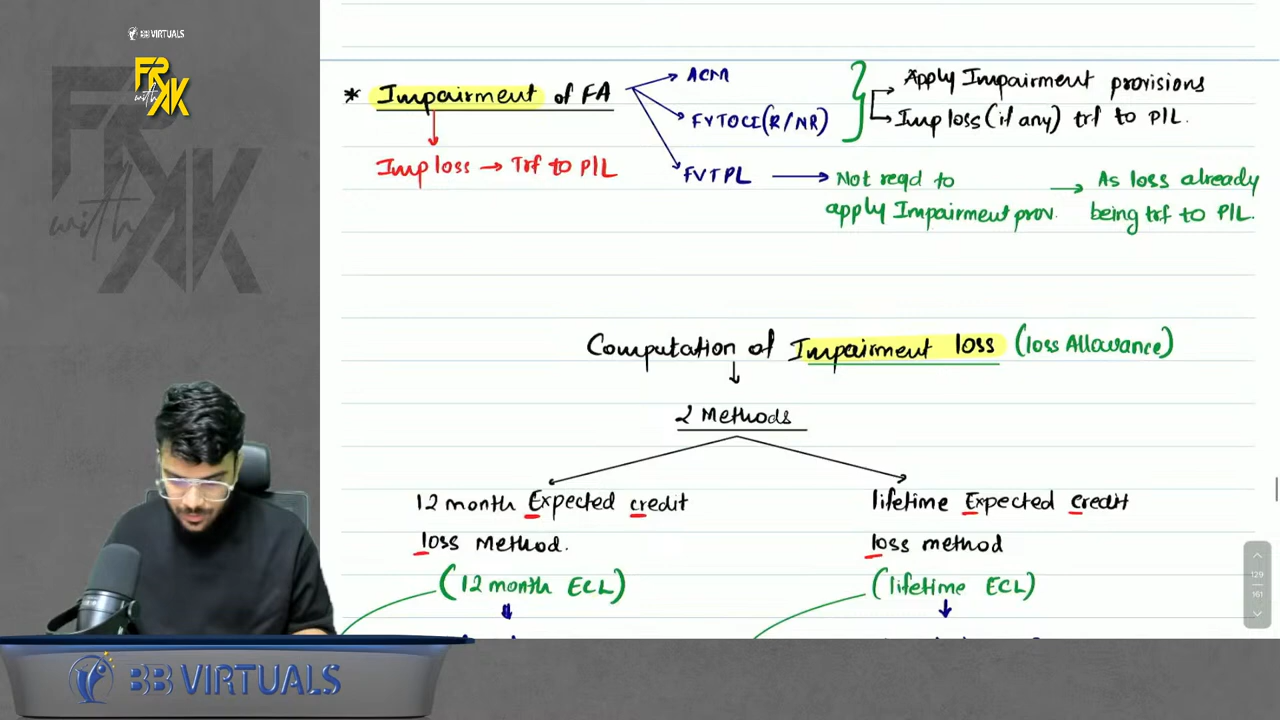 BB VIRTUALS
FR
with
AK
* Impairment of FA
Imp loss → Trf to P/L
ACM
FVTOCI (R/NR)
FVTPL
Apply Impairment provisions
Imp loss (if any) trf to P/L.
Not reqd to
apply Impairment prov.
As loss already
being trf to P/L.
Computation of Impairment loss (loss Allowance)
2 Methods
12 month Expected credit
loss Method.
(12 month ECL)
lifetime Expected credit
loss method
(lifetime ECL)
129
161
BB VIRTUALS